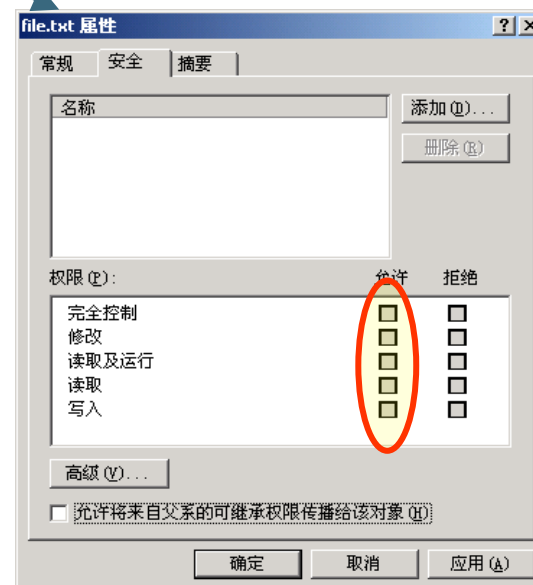 file.txt 属性
常规 安全 摘要
名称
添加(D)...
删除(R)
权限(P): 允许 拒绝
完全控制
修改
读取及运行
读取
写入
高级(V)...
允许将来自父系的可继承权限传播给该对象(H)
确定 取消 应用(A)